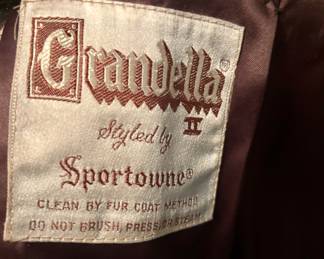 Grandella®
II
Styled by
Sportowne®
CLEAN BY FUR COAT METHOD
DO NOT BRUSH, PRESS OR STEAM